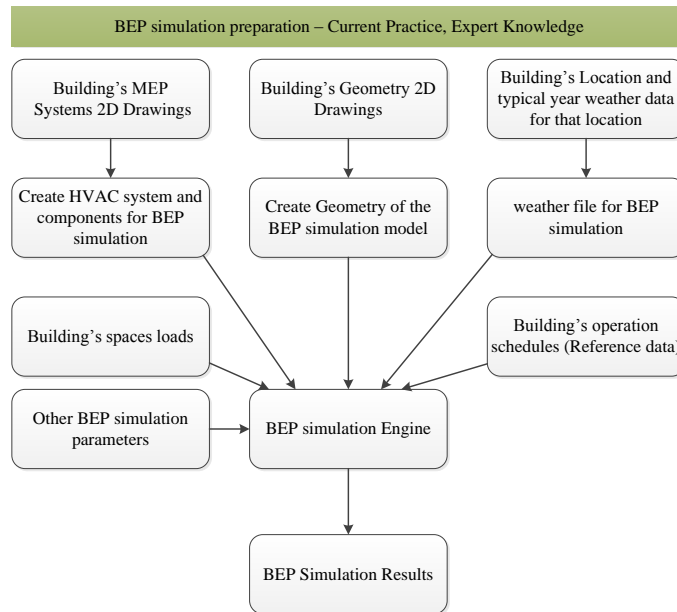 BEP simulation preparation – Current Practice, Expert Knowledge
Building's MEP
Systems 2D Drawings
Building's Geometry 2D
Drawings
Building's Location and
typical year weather data
for that location
Create HVAC system and
components for BEP
simulation
Create Geometry of the
BEP simulation model
weather file for BEP
simulation
Building's spaces loads
Building's operation
schedules (Reference data)
Other BEP simulation
parameters
BEP simulation Engine
BEP Simulation Results